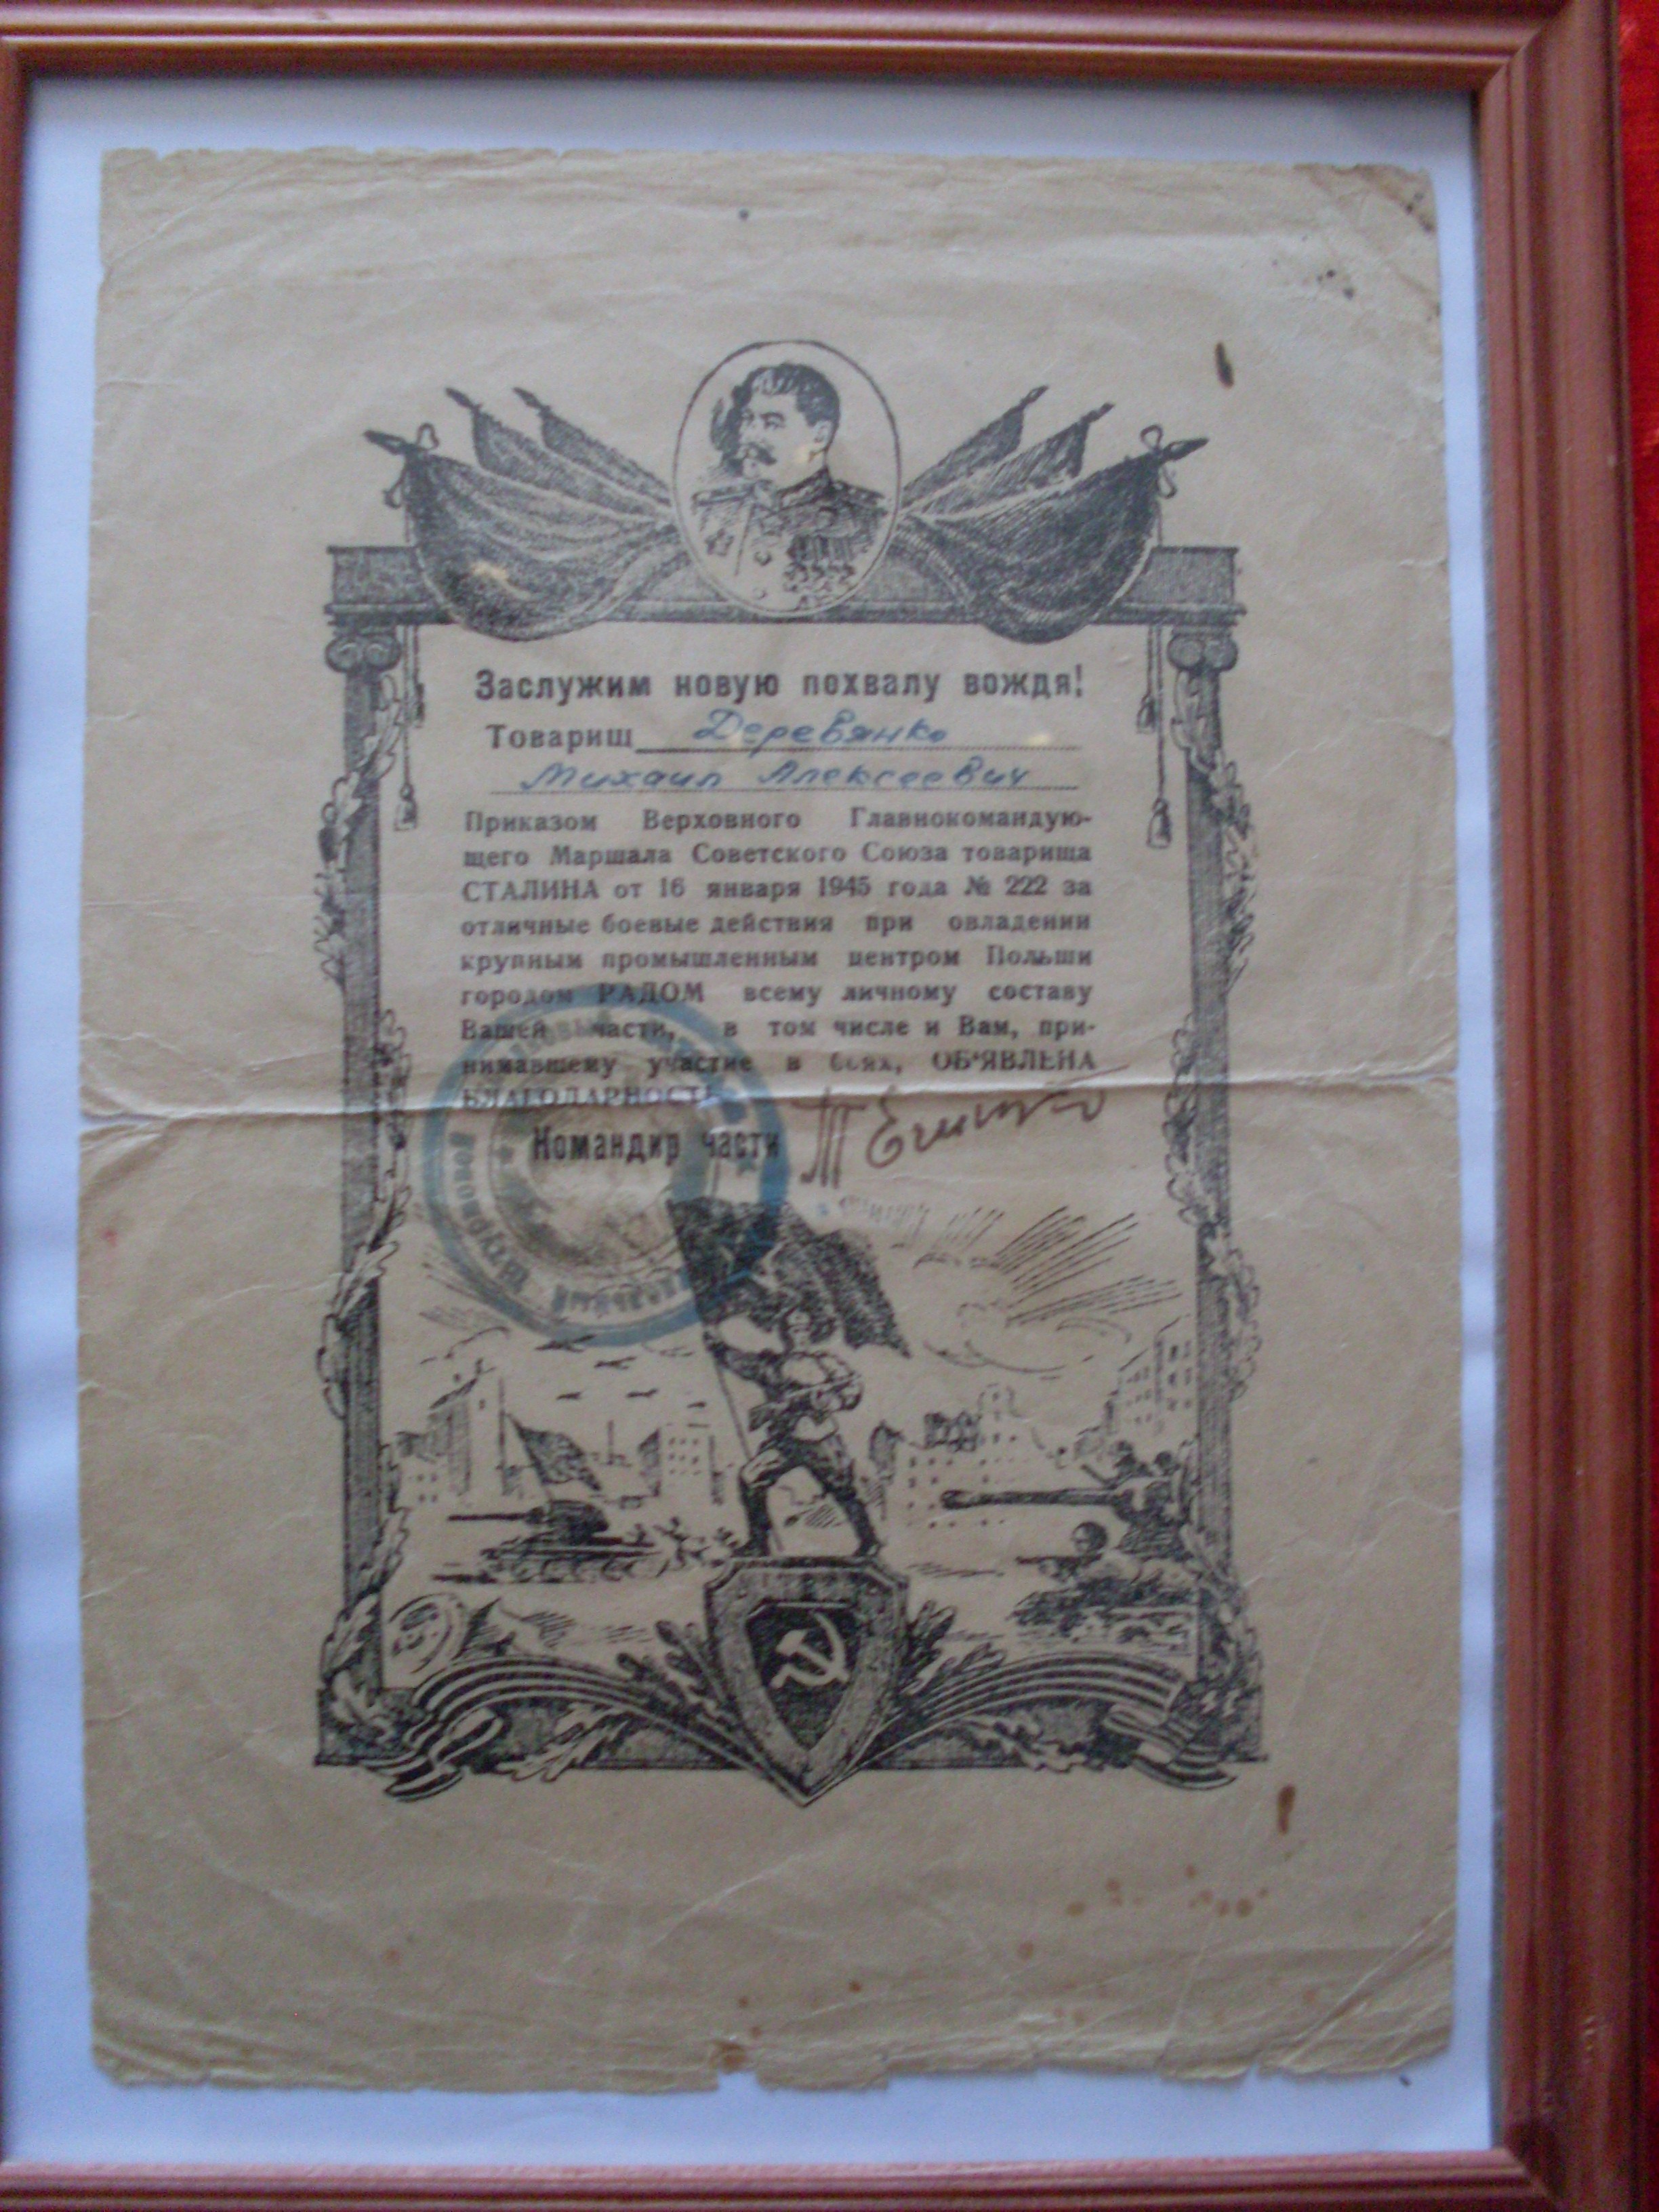 Заслужим новую похвалу вождя!
Товарищ Деревянко
Михаил Алексеевич
Приказом Верховного Главнокомандую-
щего Маршала Советского Союза товарища
СТАЛИНА от 16 января 1945 года № 222 за
отличные боевые действия при овладении
крупным промышленным центром Польши
городом РАДОМ всему личному составу
Вашей части, в том числе и Вам, при-
нимавшему участие в боях, ОБ'ЯВЛЕНА
БЛАГОДАРНОСТЬ
Командир части